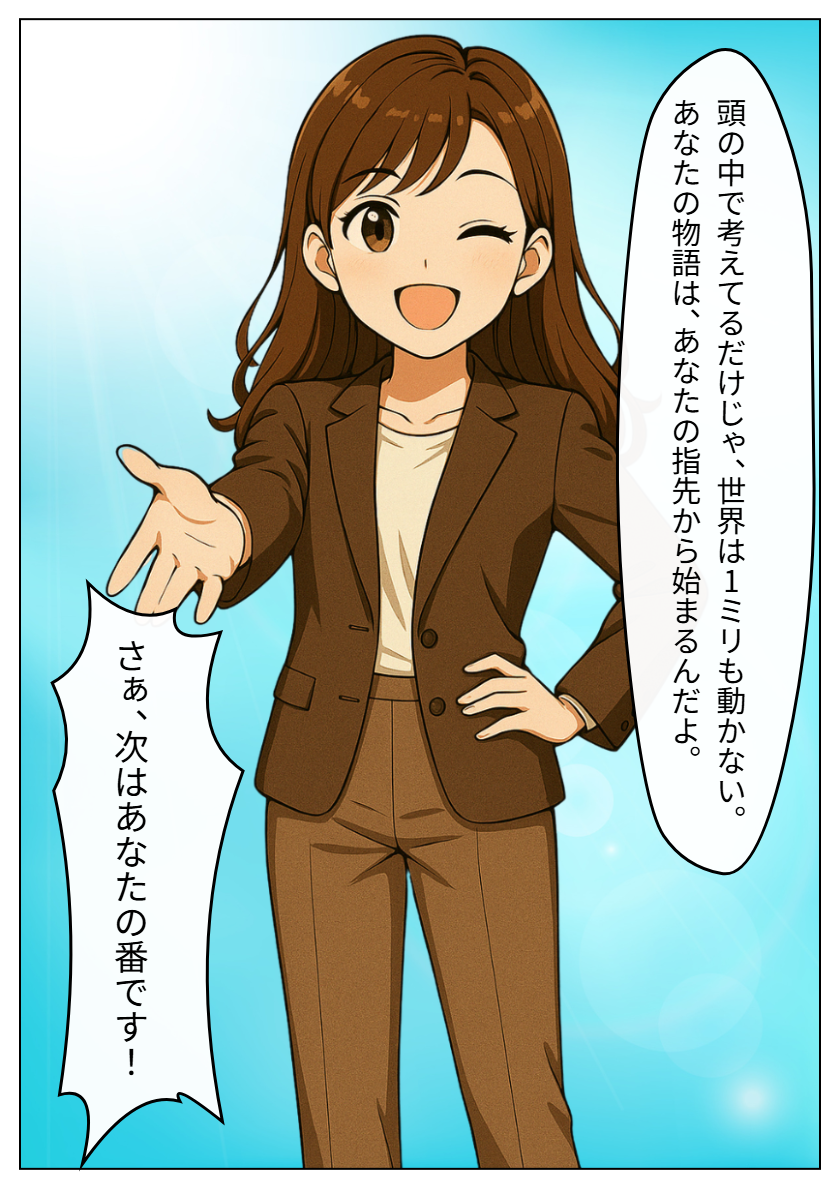 頭の中で考えてるだけじゃ、世界は1ミリも動かない。
あなたの物語は、あなたの指先から始まるんだよ。
さぁ、次はあなたの番です！